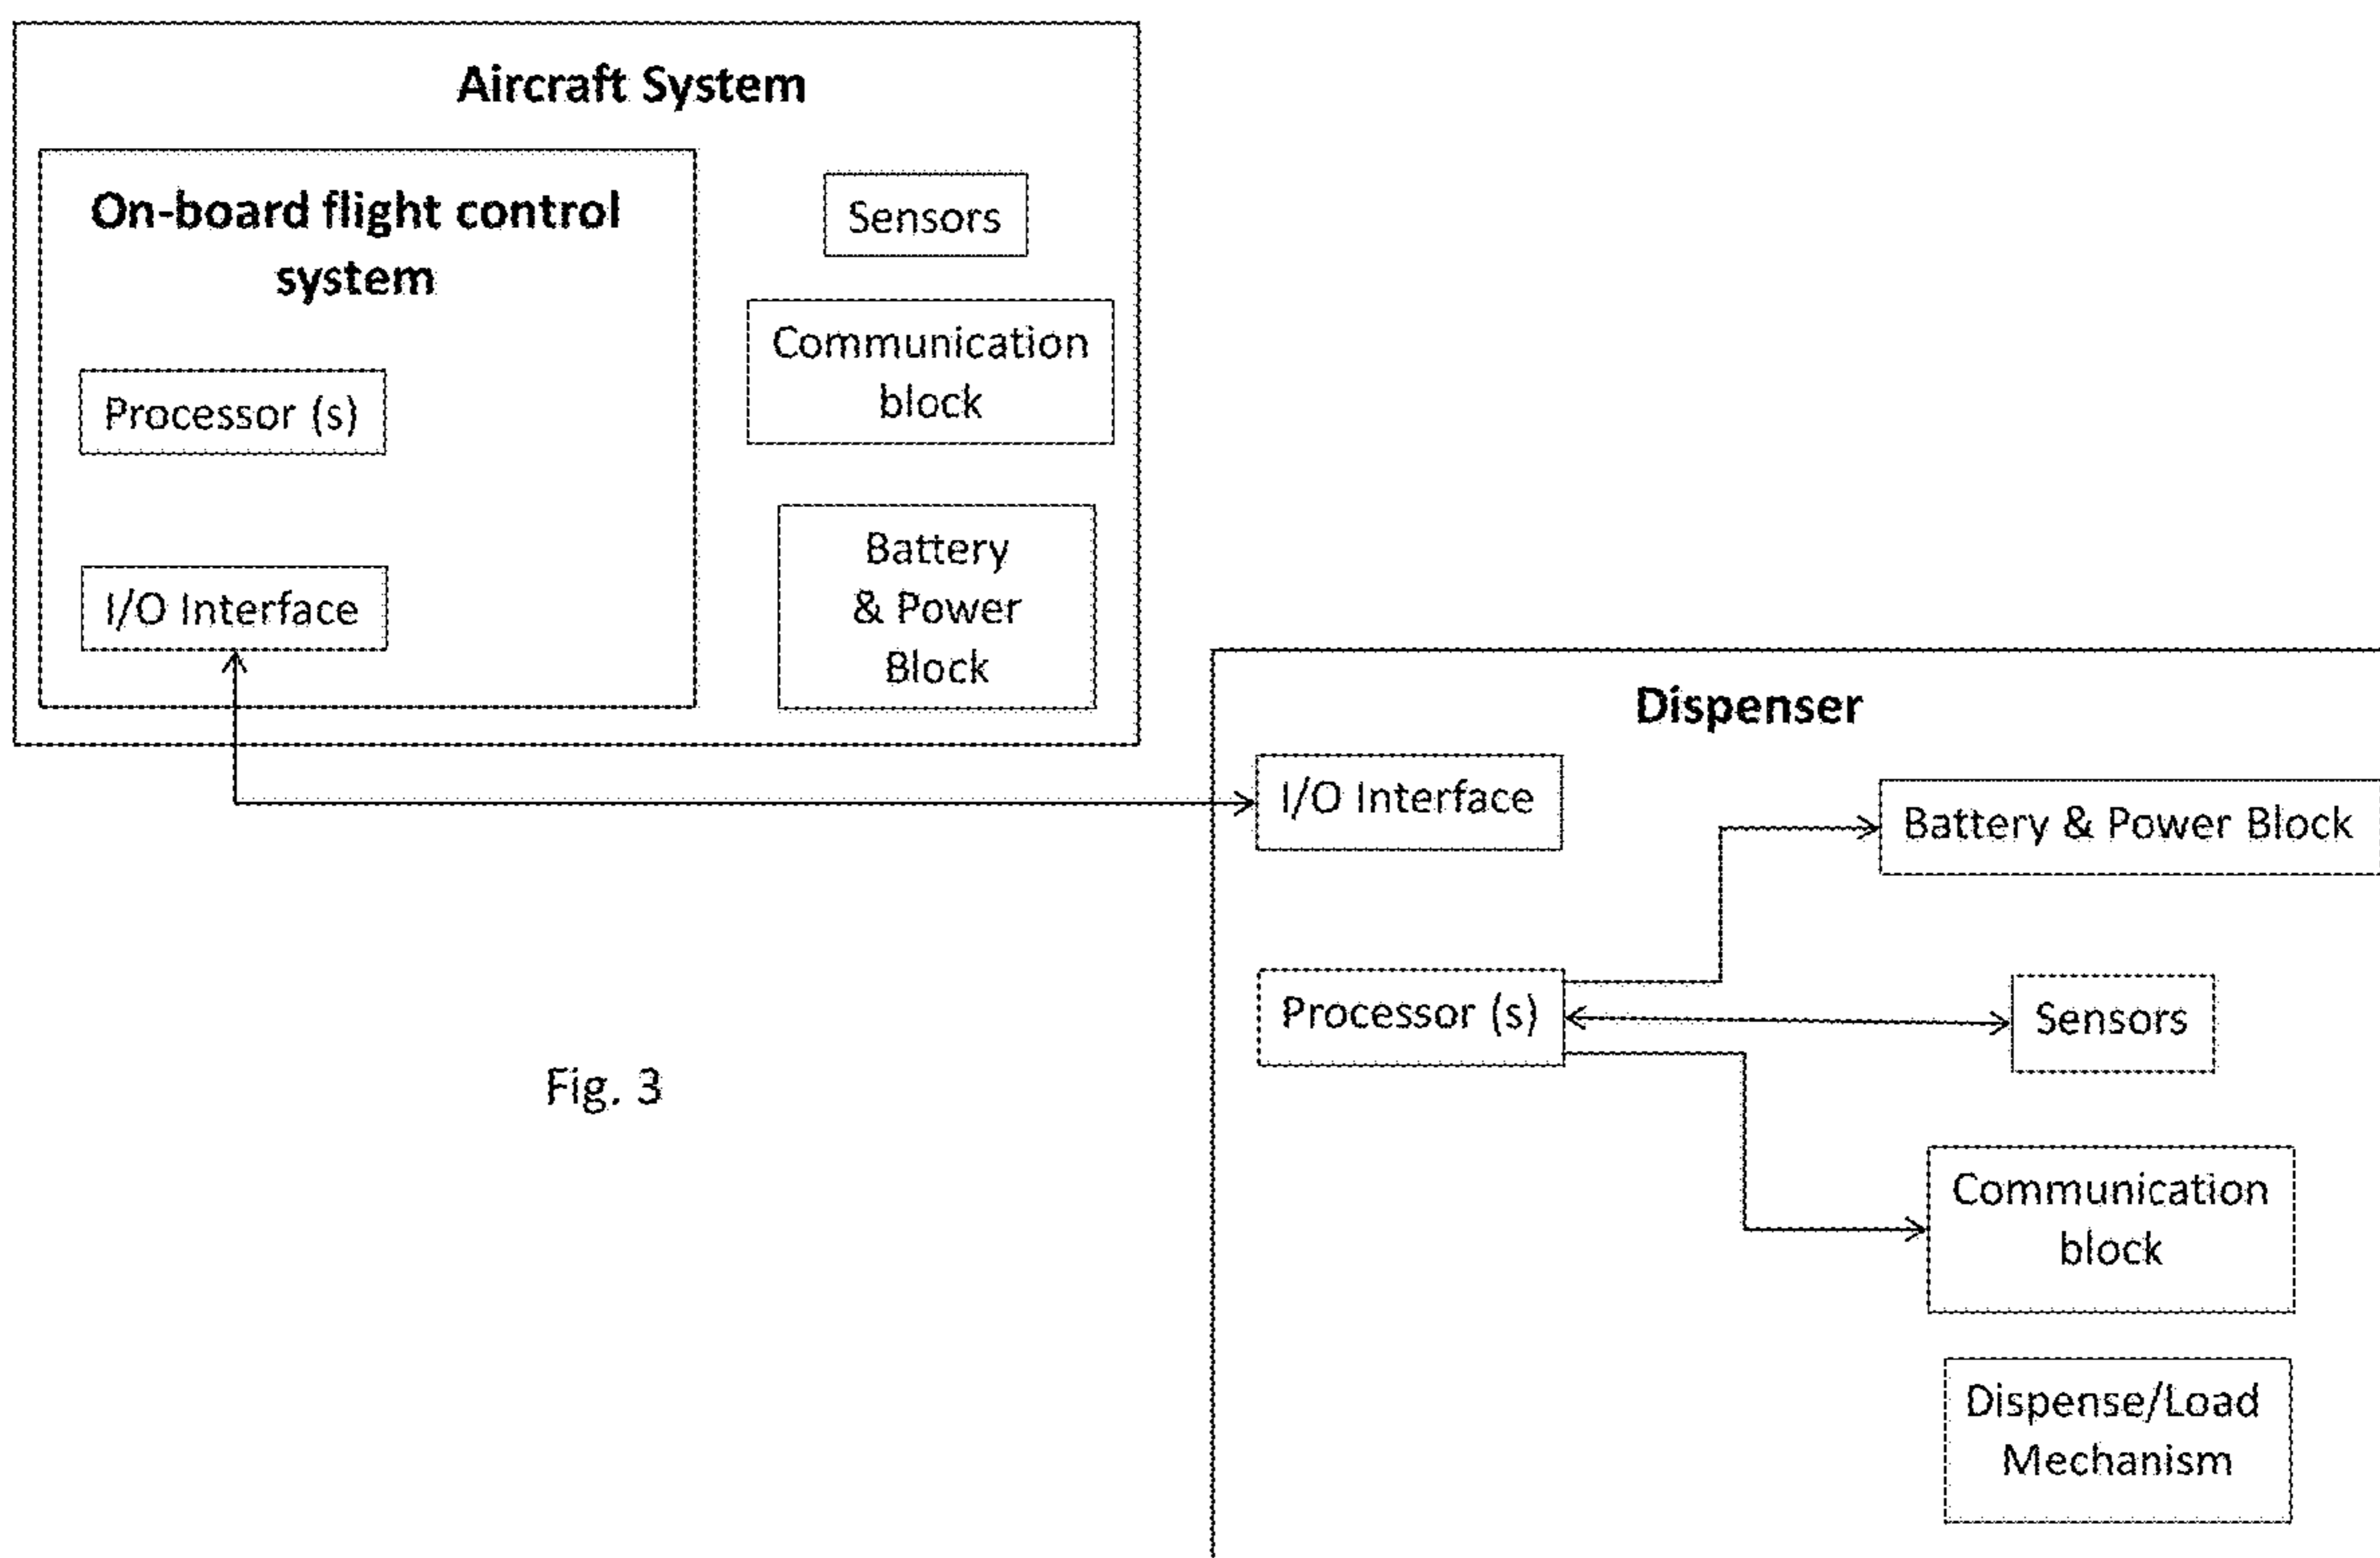 Aircraft System
On-board flight control
system
Processor (s)
I/O Interface
Sensors
Communication
block
Battery
& Power
Block
Dispenser
I/O Interface
Battery & Power Block
Processor (s)
Sensors
Communication
block
Dispense/Load
Mechanism
Fig. 3